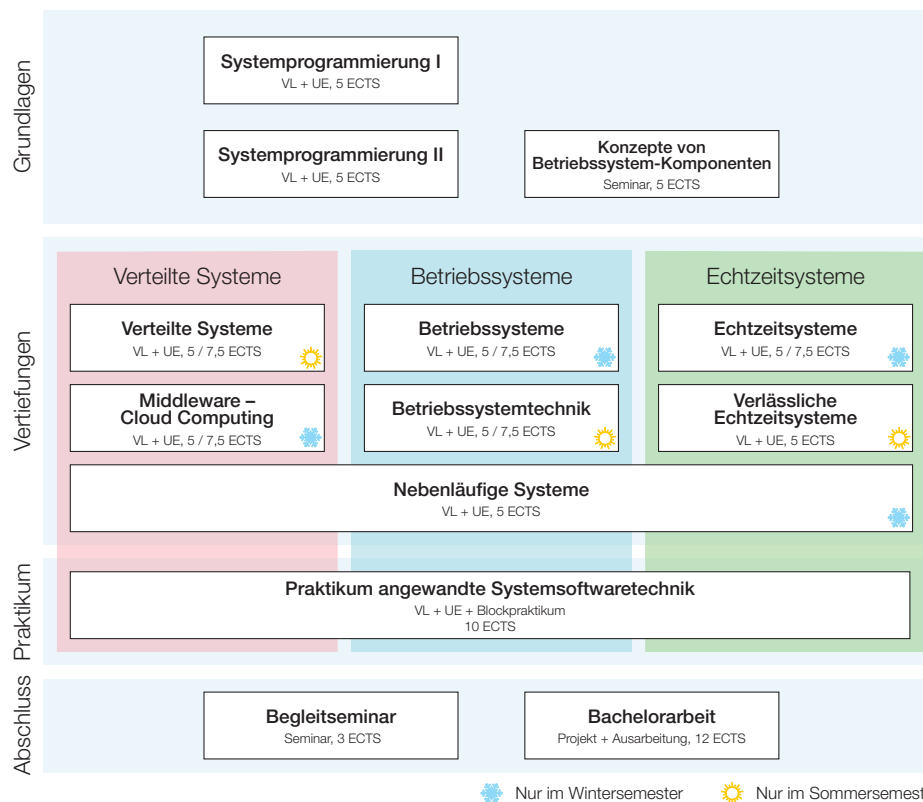 Grundlagen
Systemprogrammierung I
VL + UE, 5 ECTS
Systemprogrammierung II
VL + UE, 5 ECTS
Konzepte von
Betriebssystem-Komponenten
Seminar, 5 ECTS
Vertiefungen
Verteilte Systeme
Betriebssysteme
Echtzeitsysteme
Verteilte Systeme
VL + UE, 5 / 7,5 ECTS
Betriebssysteme
VL + UE, 5 / 7,5 ECTS
Echtzeitsysteme
VL + UE, 5 / 7,5 ECTS
Middleware –
Cloud Computing
VL + UE, 5 / 7,5 ECTS
Betriebssystemtechnik
VL + UE, 5 / 7,5 ECTS
Verlässliche
Echtzeitsysteme
VL + UE, 5 ECTS
Nebenläufige Systeme
VL + UE, 5 ECTS
Praktikum
Praktikum angewandte Systemsoftwaretechnik
VL + UE + Blockpraktikum
10 ECTS
Abschluss
Begleitseminar
Seminar, 3 ECTS
Bachelorarbeit
Projekt + Ausarbeitung, 12 ECTS
Nur im Wintersemester
Nur im Sommersemest